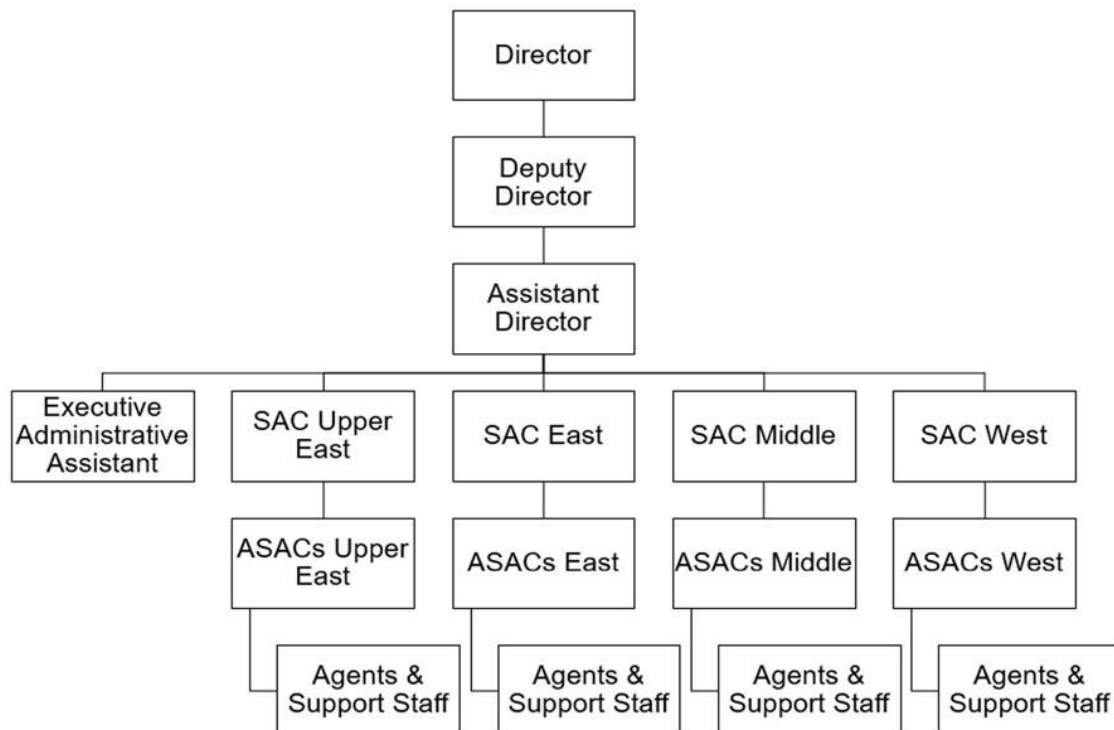 Director
Deputy
Director
Assistant
Director
Executive
Administrative
Assistant
SAC Upper
East
SAC East
SAC Middle
SAC West
ASACs Upper
East
ASACs East
ASACs Middle
ASACs West
Agents &
Support Staff
Agents &
Support Staff
Agents &
Support Staff
Agents &
Support Staff